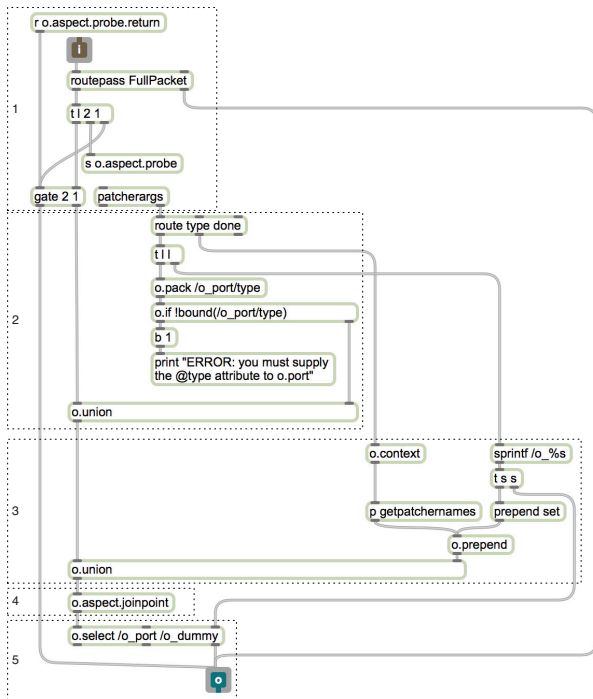 r o.aspect.probe.return
i
routepass FullPacket
1
t l 2 1
s o.aspect.probe
gate 2 1
patcherargs
route type done
t l l
o.pack /o_port/type
2
o.if !bound(/o_port/type)
b 1
print "ERROR: you must supply
the @type attribute to o.port"
o.union
o.context
sprintf /o_%s
t s s
3
p getpatchernames
prepend set
o.prepend
o.union
4
o.aspect.joinpoint
o.select /o_port /o_dummy
5
o